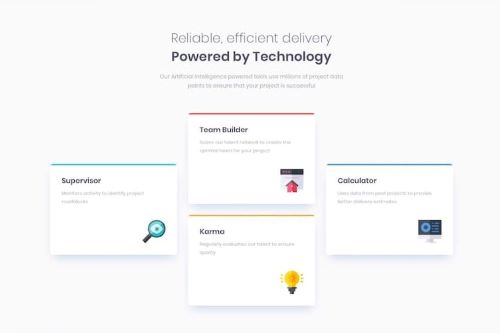 Reliable, efficient delivery
Powered by Technology
Our Artificial Intelligence powered tools use millions of project data
points to ensure that your project is successful
Team Builder
Scans our talent network to create the
optimal team for your project
Supervisor
Monitors activity to identify project
roadblocks
Calculator
Uses data from past projects to provide
better delivery estimates
Karma
Regularly evaluates our talent to ensure
quality